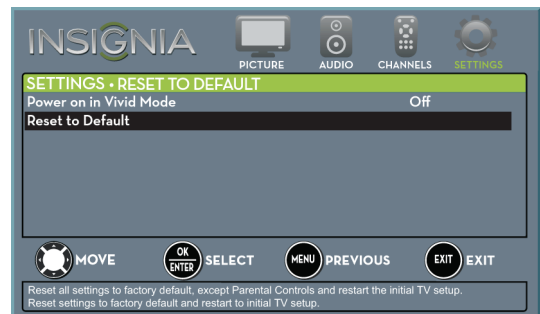 INSIGNIA
PICTURE AUDIO CHANNELS SETTINGS
SETTINGS • RESET TO DEFAULT
Power on in Vivid Mode Off
Reset to Default
MOVE OK ENTER SELECT MENU PREVIOUS EXIT EXIT
Reset all settings to factory default, except Parental Controls and restart the initial TV setup.
Reset settings to factory default and restart to initial TV setup.